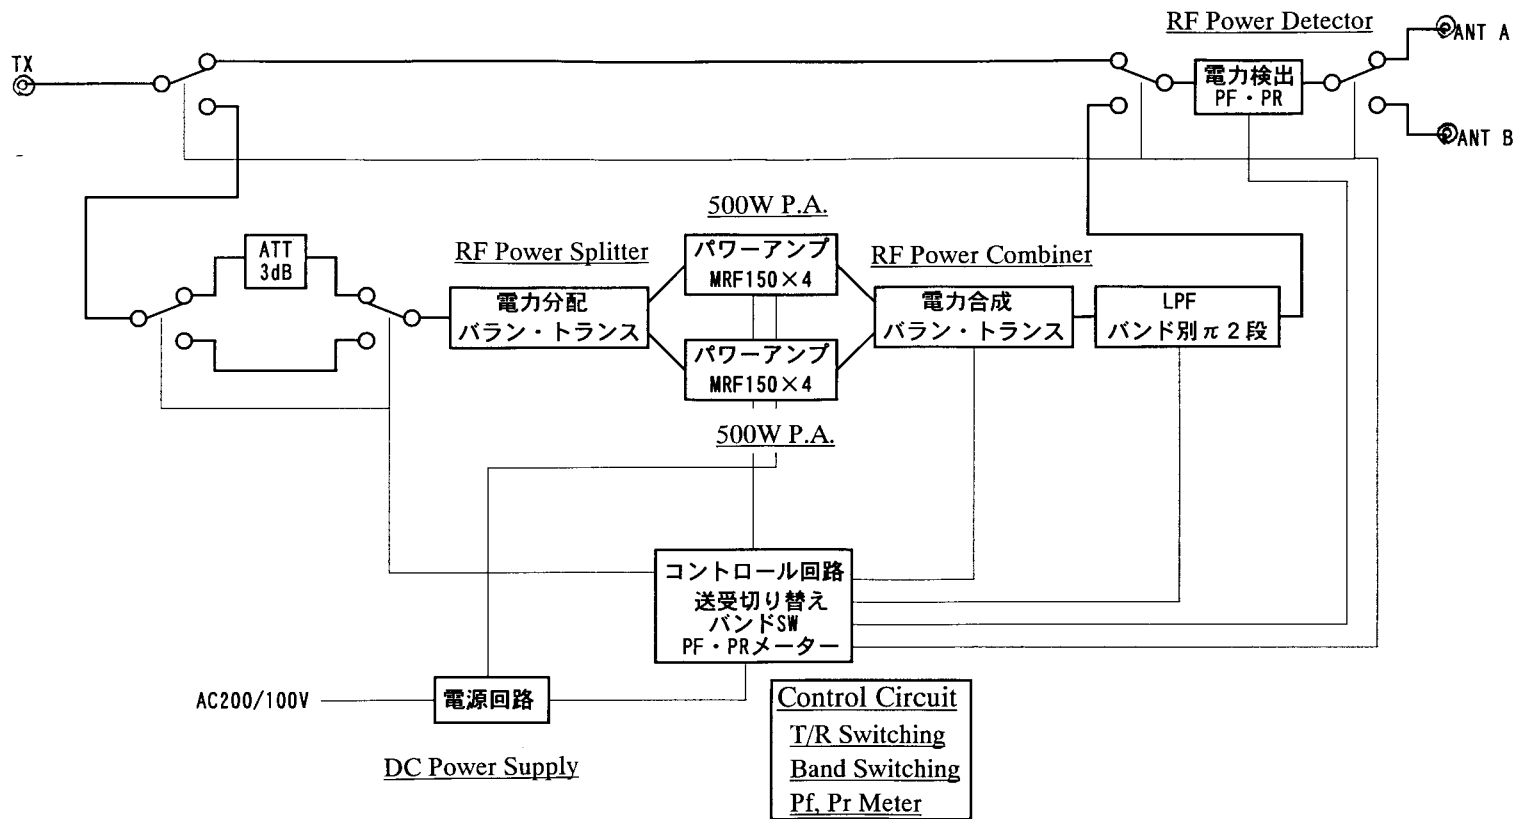 RF Power Detector
ANT A
TX
電力検出
PF・PR
ANT B
500W P.A.
ATT
3dB
RF Power Splitter
パワーアンプ
MRF150×4
RF Power Combiner
電力分配
バラン・トランス
電力合成
バラン・トランス
LPF
バンド別π2段
パワーアンプ
MRF150×4
500W P.A.
コントロール回路
送受切り替え
バンドSW
PF・PRメーター
AC200/100V
電源回路
DC Power Supply
Control Circuit
T/R Switching
Band Switching
Pf, Pr Meter